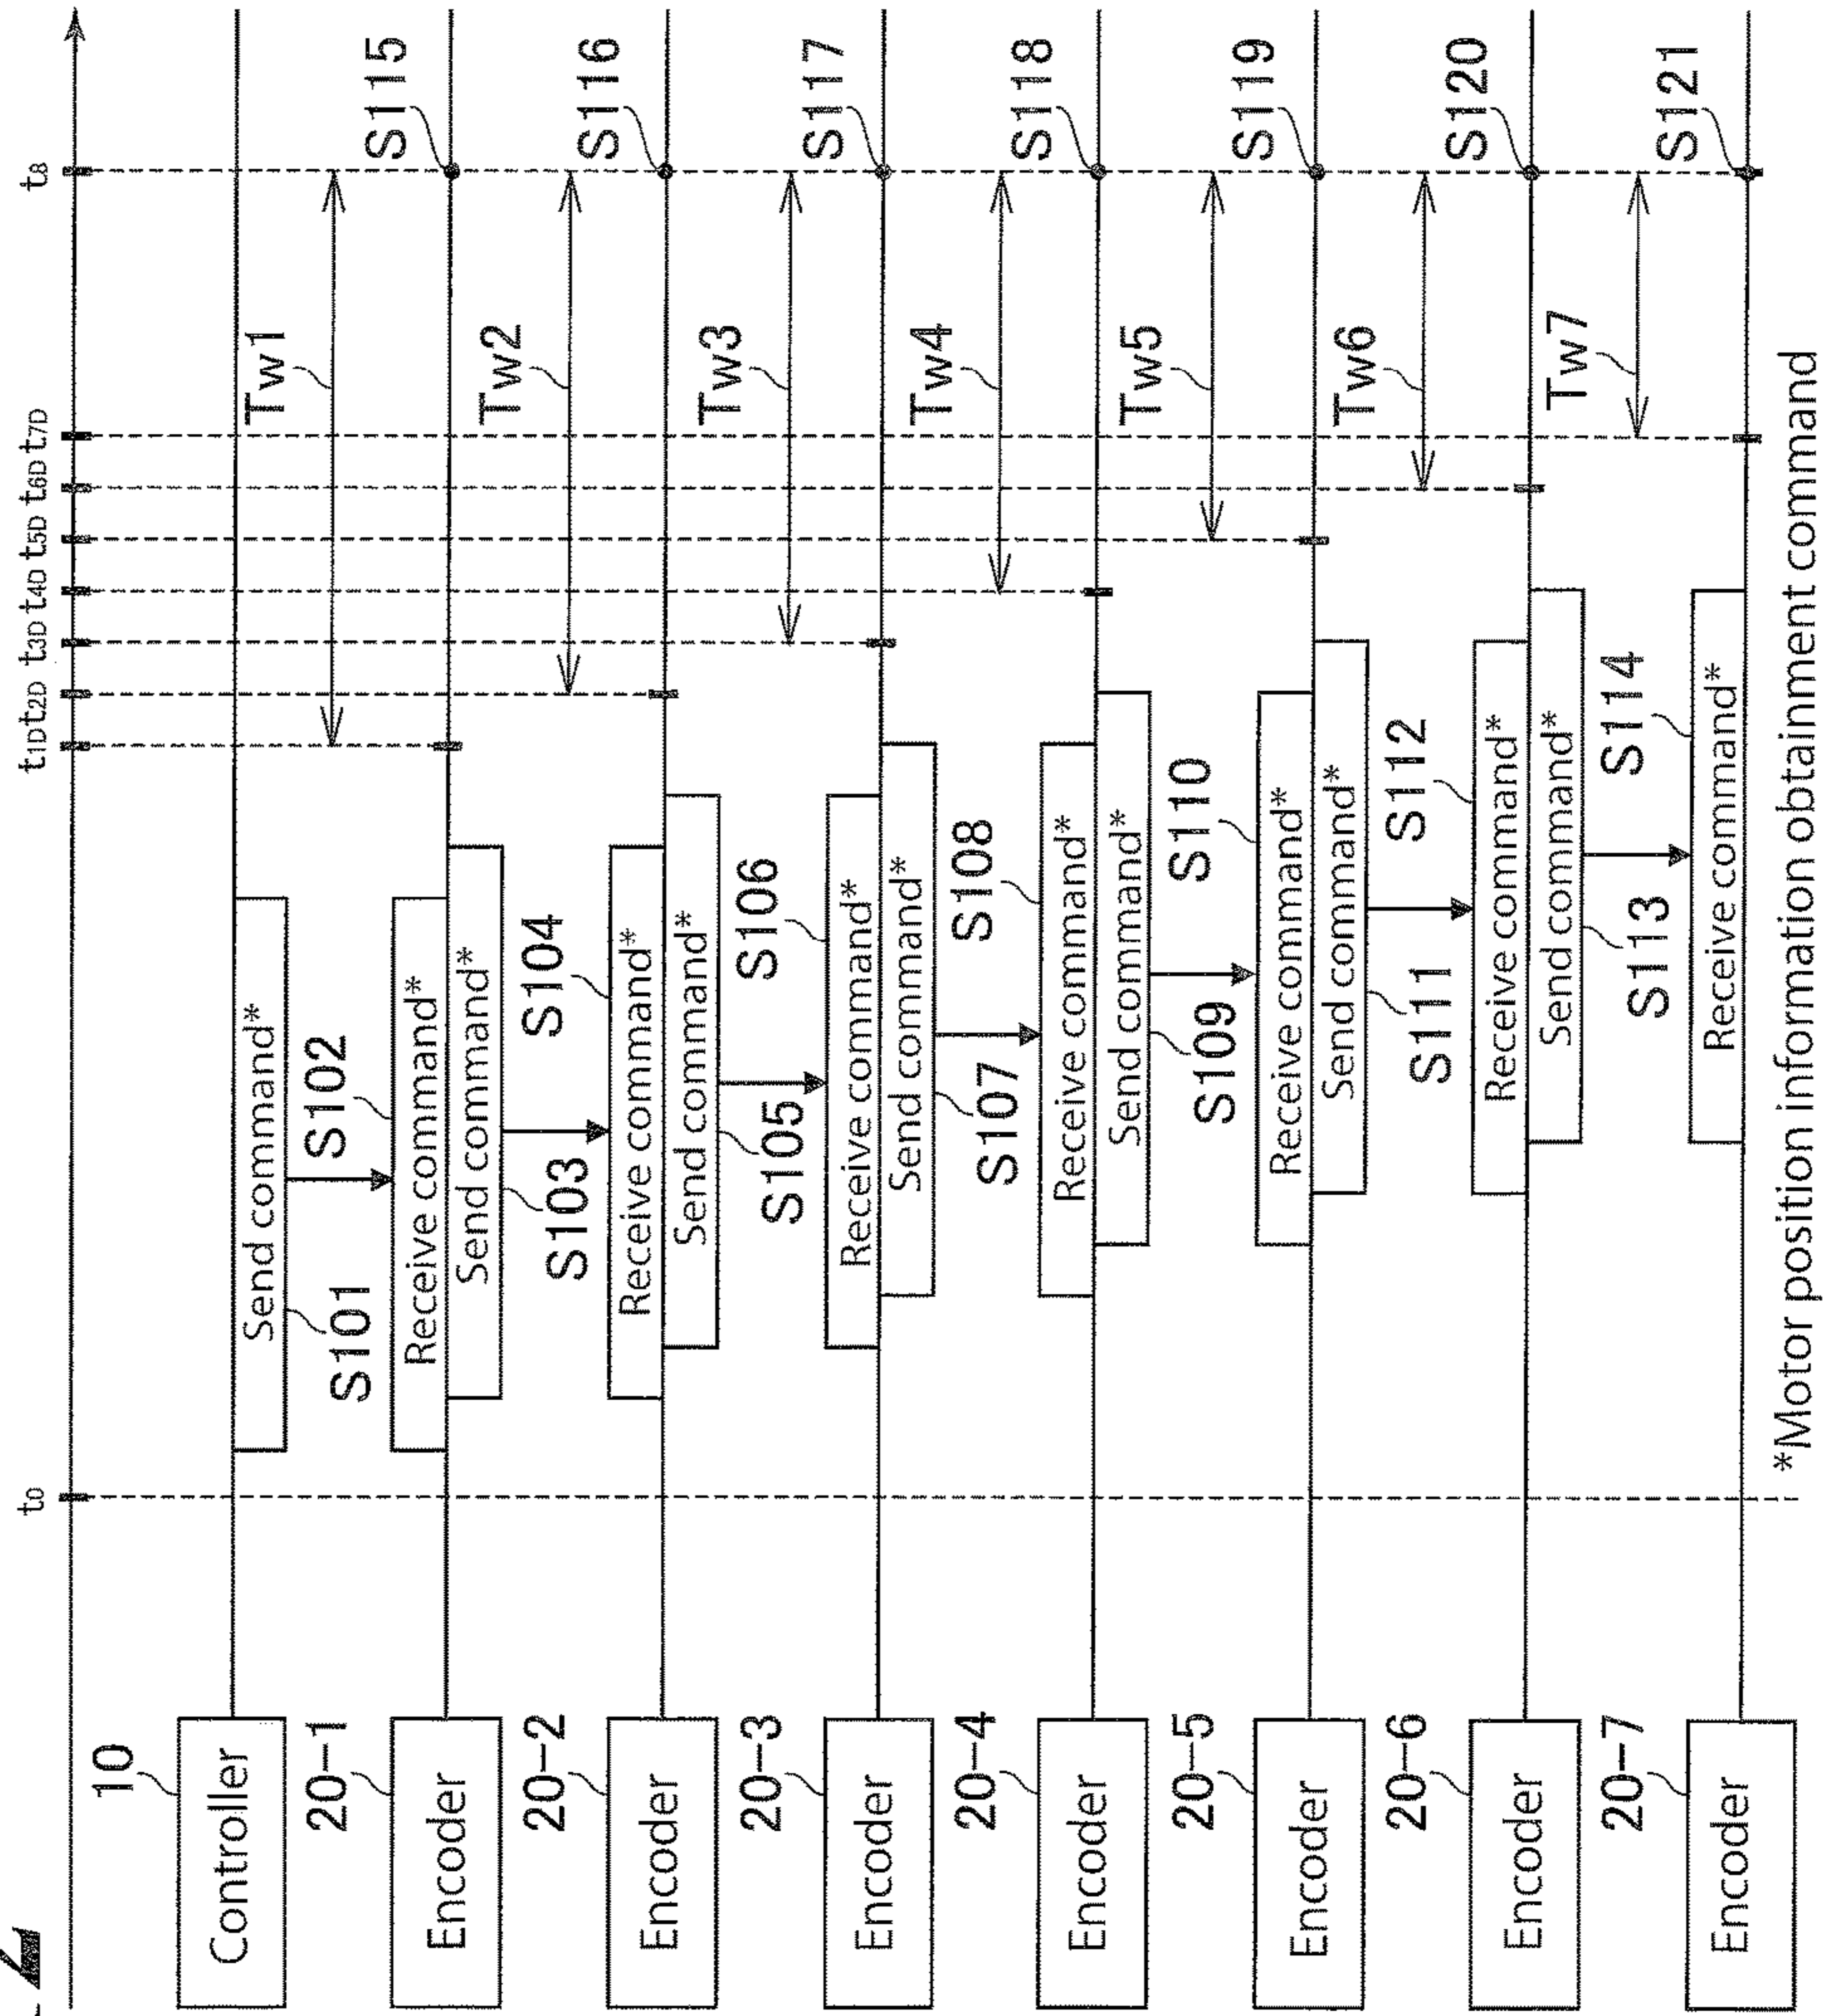 t0 t1D t2D t3D t4D t5D t6D t7D t8
10
Controller
Send command*
S101
S102
Tw1
20-1
Encoder
Receive command*
Send command*
S103
S104
S115
Tw2
20-2
Encoder
Receive command*
Send command*
S105
S106
S116
Tw3
20-3
Encoder
Receive command*
Send command*
S107
S108
S117
Tw4
20-4
Encoder
Receive command*
Send command*
S109
S110
S118
Tw5
20-5
Encoder
Receive command*
Send command*
S111
S112
S119
Tw6
20-6
Encoder
Receive command*
Send command*
S113
S114
S120
Tw7
20-7
Encoder
Receive command*
S121
*Motor position information obtainment command